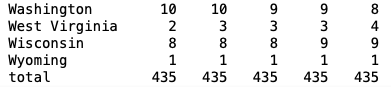 Washington 10 10 9 9 8
West Virginia 2 3 3 3 4
Wisconsin 8 8 8 9 9
Wyoming 1 1 1 1 1
total 435 435 435 435 435